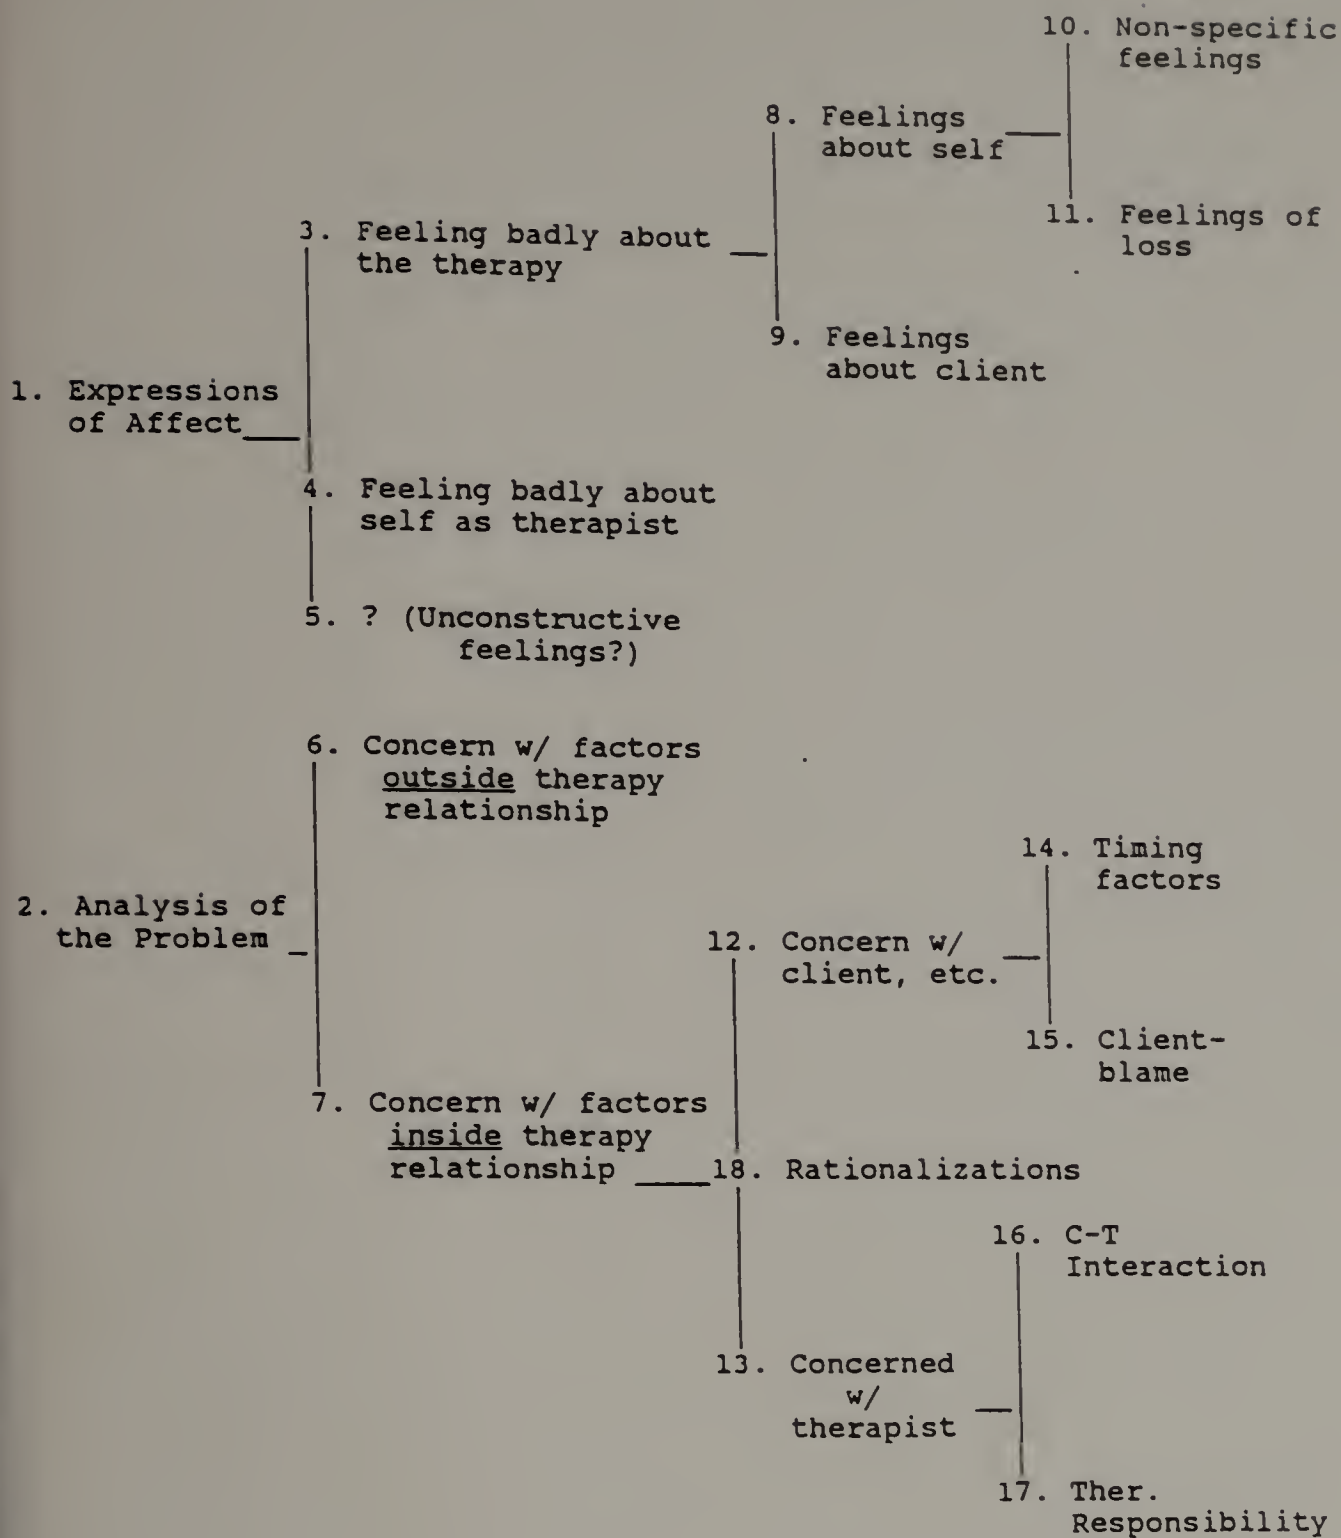 10. Non-specific
feelings
8. Feelings
about self
11. Feelings of
loss
3. Feeling badly about
the therapy
9. Feelings
about client
1. Expressions
of Affect
4. Feeling badly about
self as therapist
5. ? (Unconstructive
feelings?)
6. Concern w/ factors
outside therapy
relationship
14. Timing
factors
2. Analysis of
the Problem
12. Concern w/
client, etc.
15. Client-
blame
7. Concern w/ factors
inside therapy
relationship
18. Rationalizations
16. C-T
Interaction
13. Concerned
w/
therapist
17. Ther.
Responsibility